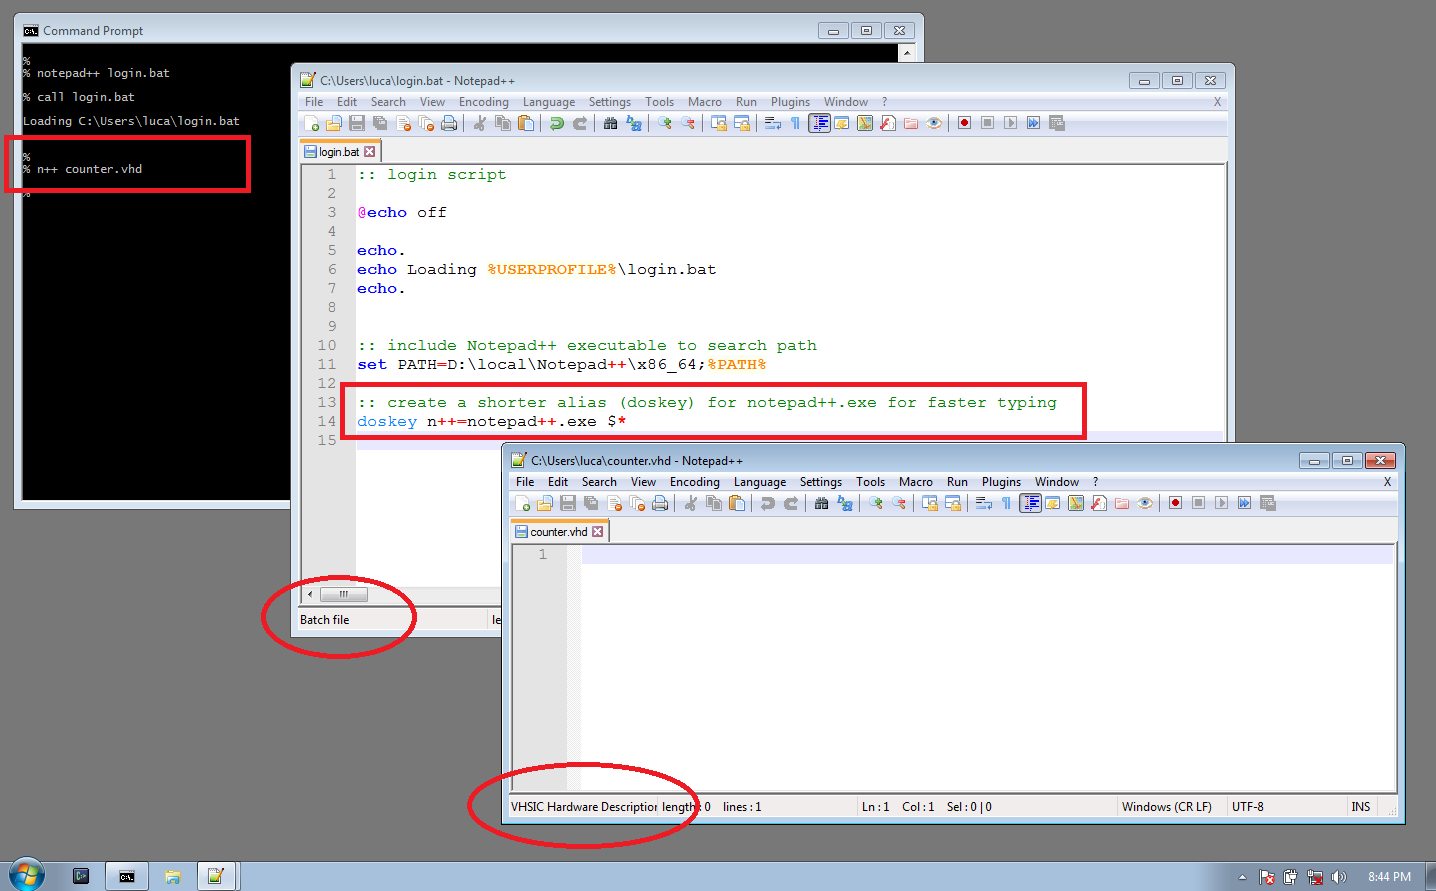 Command Prompt
%
% notepad++ login.bat
% call login.bat
Loading C:\Users\luca\login.bat
%
% n++ counter.vhd
%
C:\Users\luca\login.bat - Notepad++
File Edit Search View Encoding Language Settings Tools Macro Run Plugins Window ? X
login.bat
1 :: login script
2
3 @echo off
4
5 echo.
6 echo Loading %USERPROFILE%\login.bat
7 echo.
8
9
10 :: include Notepad++ executable to search path
11 set PATH=D:\local\Notepad++\x86_64;%PATH%
12
13 :: create a shorter alias (doskey) for notepad++.exe for faster typing
14 doskey n++=notepad++.exe $*
15
Batch file le
C:\Users\luca\counter.vhd - Notepad++
File Edit Search View Encoding Language Settings Tools Macro Run Plugins Window ? X
counter.vhd
1
VHSIC Hardware Description length : 0 lines : 1 Ln : 1 Col : 1 Sel : 0 | 0 Windows (CR LF) UTF-8 INS
8:44 PM